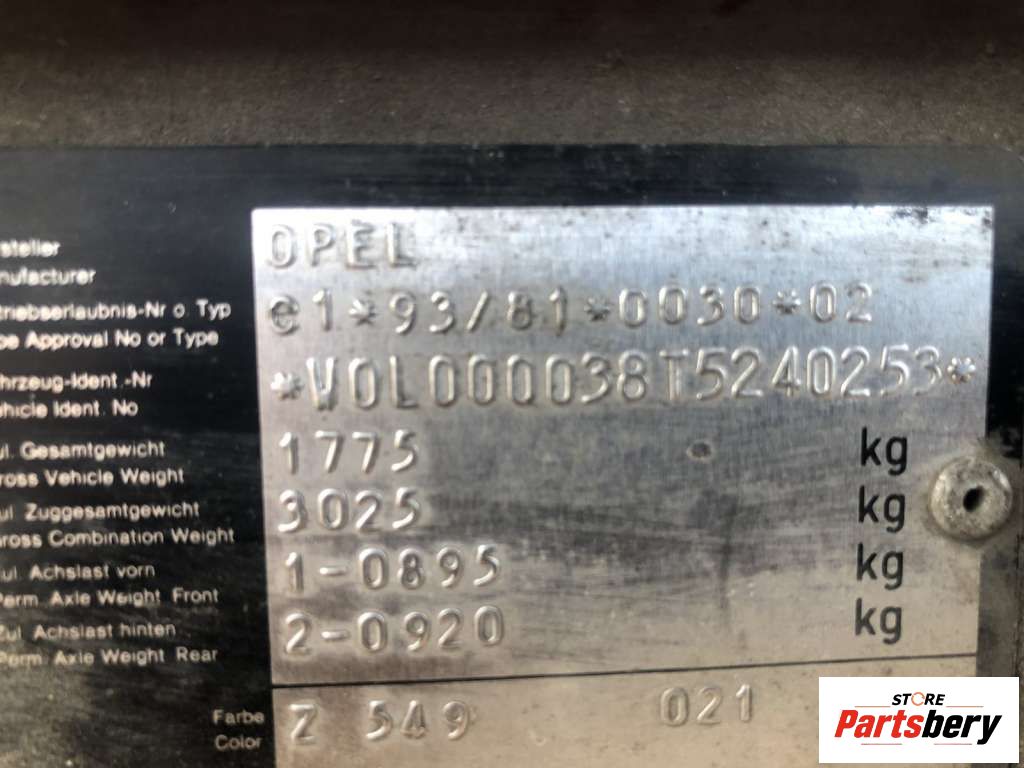 OPEL
steller
nufacturer
e1*93/81*0030*02
triebserlaubnis-Nr o. Typ
pe Approval No or Type
*W0L000038T5240253*
hrzeug-Ident.-Nr
hicle Ident. No
ul. Gesamtgewicht
1775 kg
ross Vehicle Weight
ul Zuggesamtgewicht
3025 kg
ross Combination Weight
ul. Achslast vorn
1-0895 kg
Perm. Axle Weight Front
Zul. Achslast hinten
2-0920 kg
Perm. Axle Weight Rear
Farbe
Z 549 021
Color
STORE
Partsbery